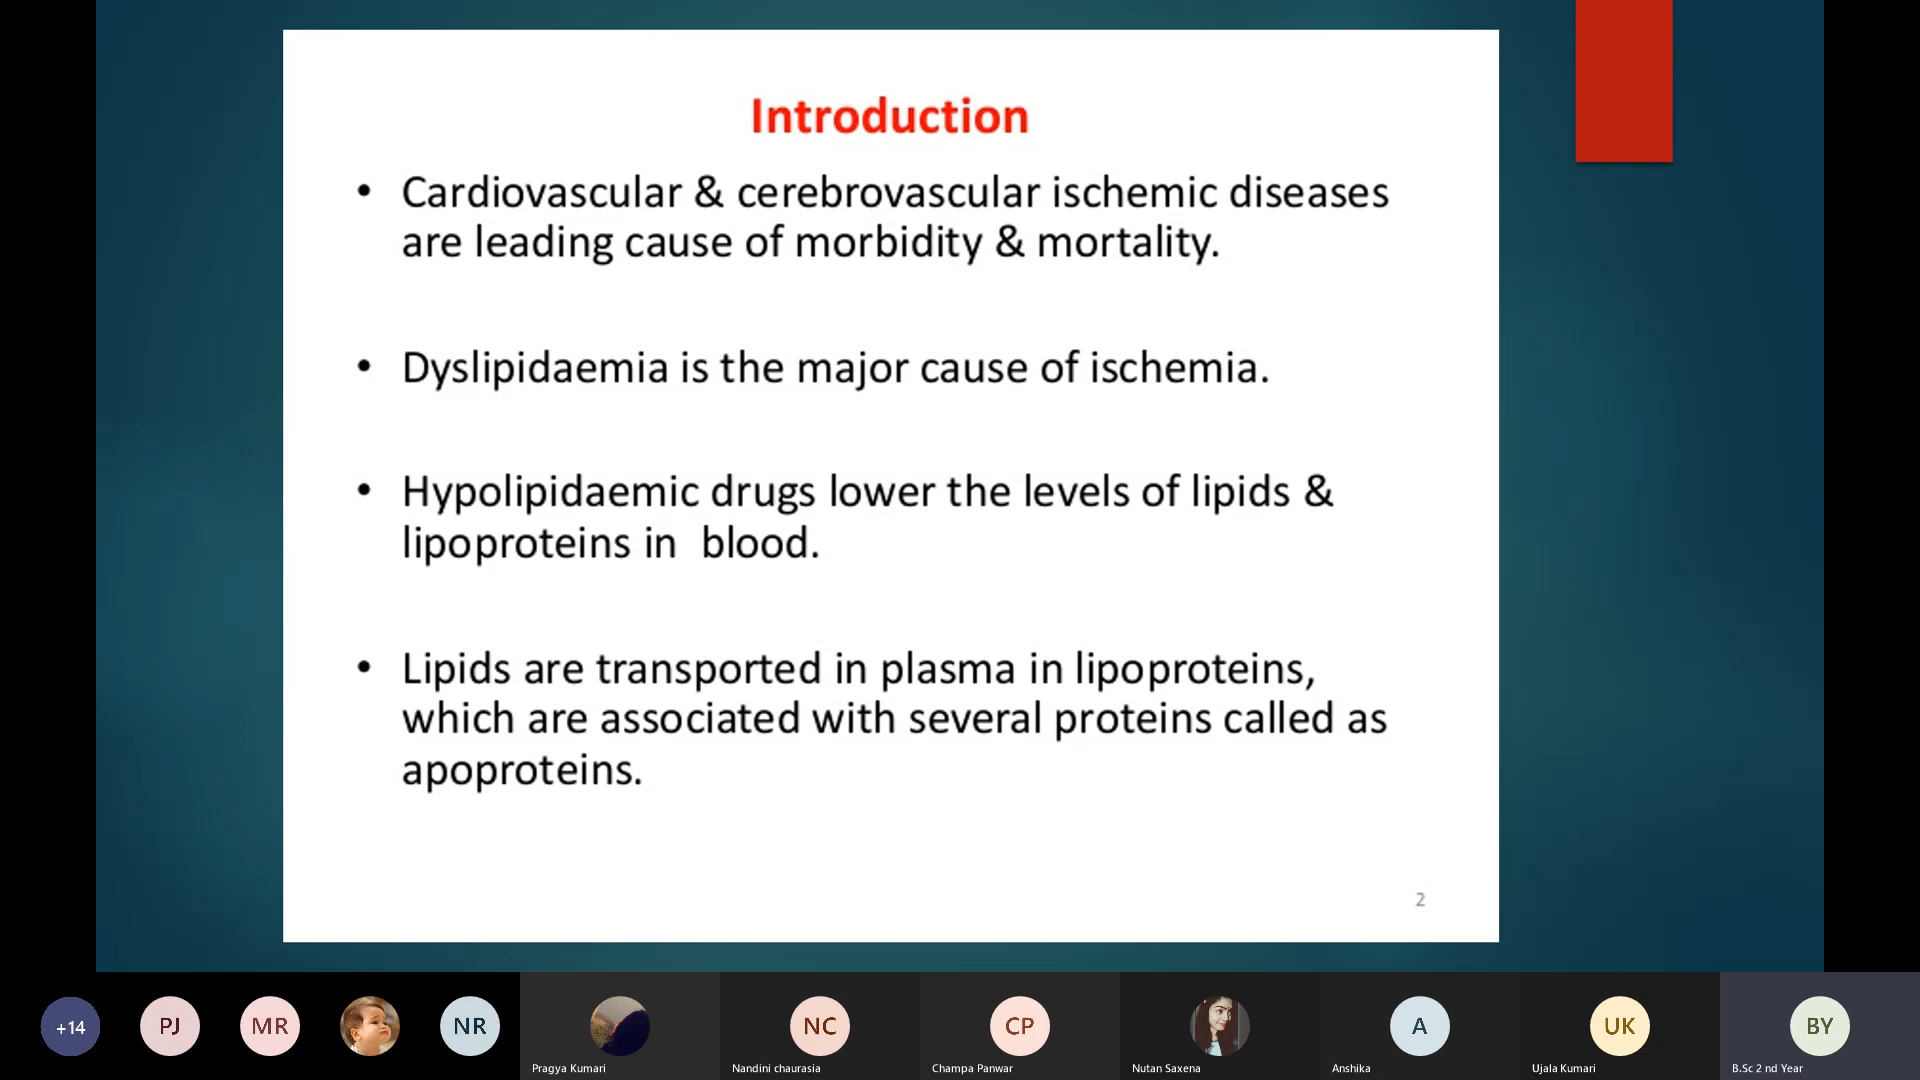 Introduction
• Cardiovascular & cerebrovascular ischemic diseases
are leading cause of morbidity & mortality.
• Dyslipidaemia is the major cause of ischemia.
• Hypolipidaemic drugs lower the levels of lipids &
lipoproteins in blood.
• Lipids are transported in plasma in lipoproteins,
which are associated with several proteins called as
apoproteins.
2
+14 PJ MR NR NC CP A UK BY
Pragya Kumari Nandini chaurasia Champa Panwar Nutan Saxena Anshika Ujala Kumari B.Sc 2 nd Year